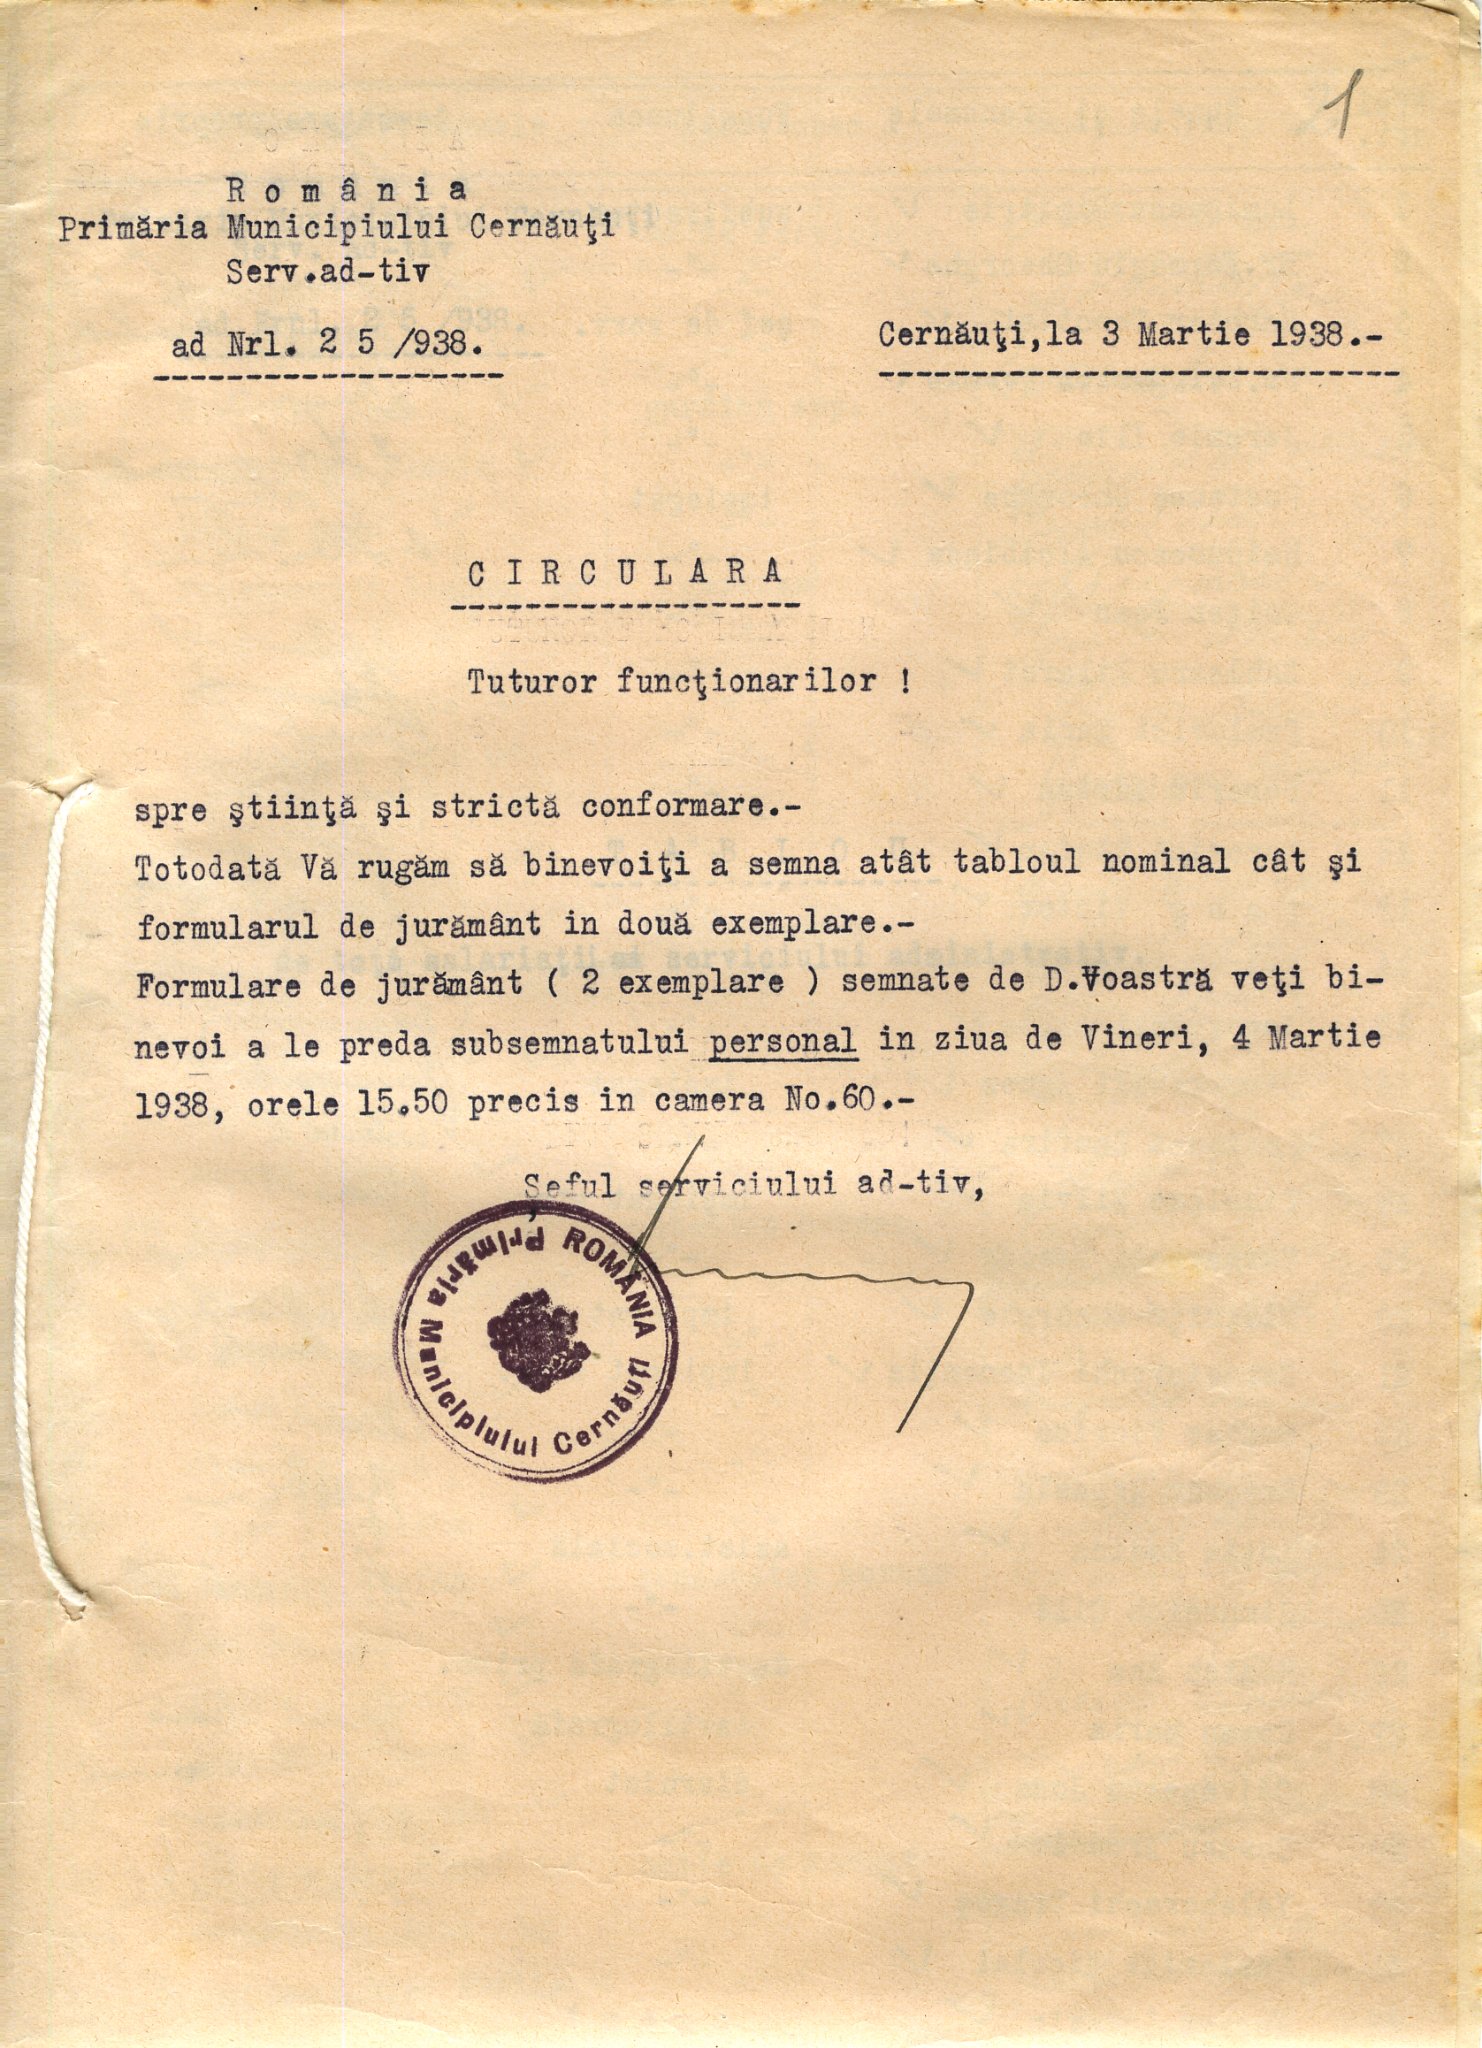 1
R o m â n i a
Primăria Municipiului Cernăuţi
Serv.ad-tiv
ad Nrl. 2 5 /938.
Cernăuţi,la 3 Martie 1938.-
C I R C U L A R A
Tuturor funcţionarilor !
spre ştiinţă şi strictă conformare.-
Totodată Vă rugăm să binevoiţi a semna atât tabloul nominal cât şi
formularul de jurământ in două exemplare.-
Formulare de jurământ ( 2 exemplare ) semnate de D.Voastră veţi bi-
nevoi a le preda subsemnatului personal in ziua de Vineri, 4 Martie
1938, orele 15.50 precis in camera No.60.-
Şeful serviciului ad-tiv,
ROMÂNIA
Primăria Municipiului Cernăuţi